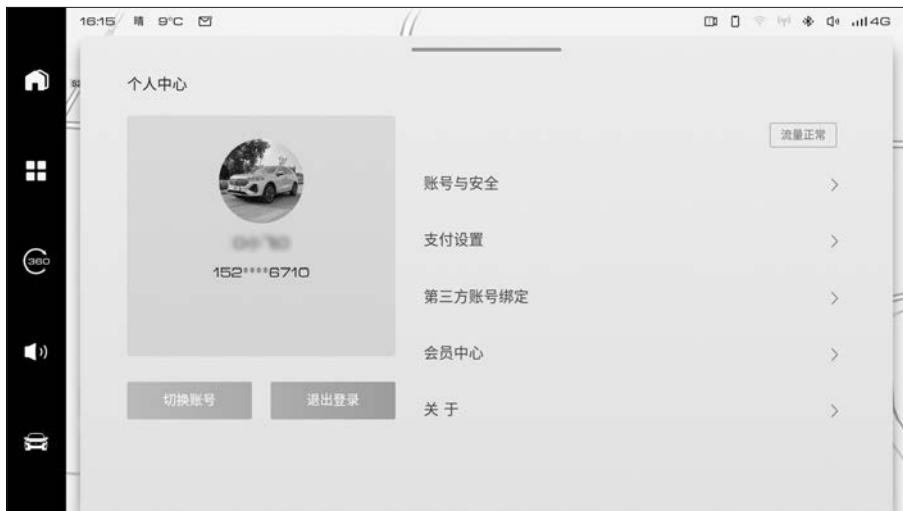 16:15 晴 9°C
4G
个人中心
流量正常
152****6710
账号与安全
支付设置
第三方账号绑定
会员中心
关 于
切换账号
退出登录
360